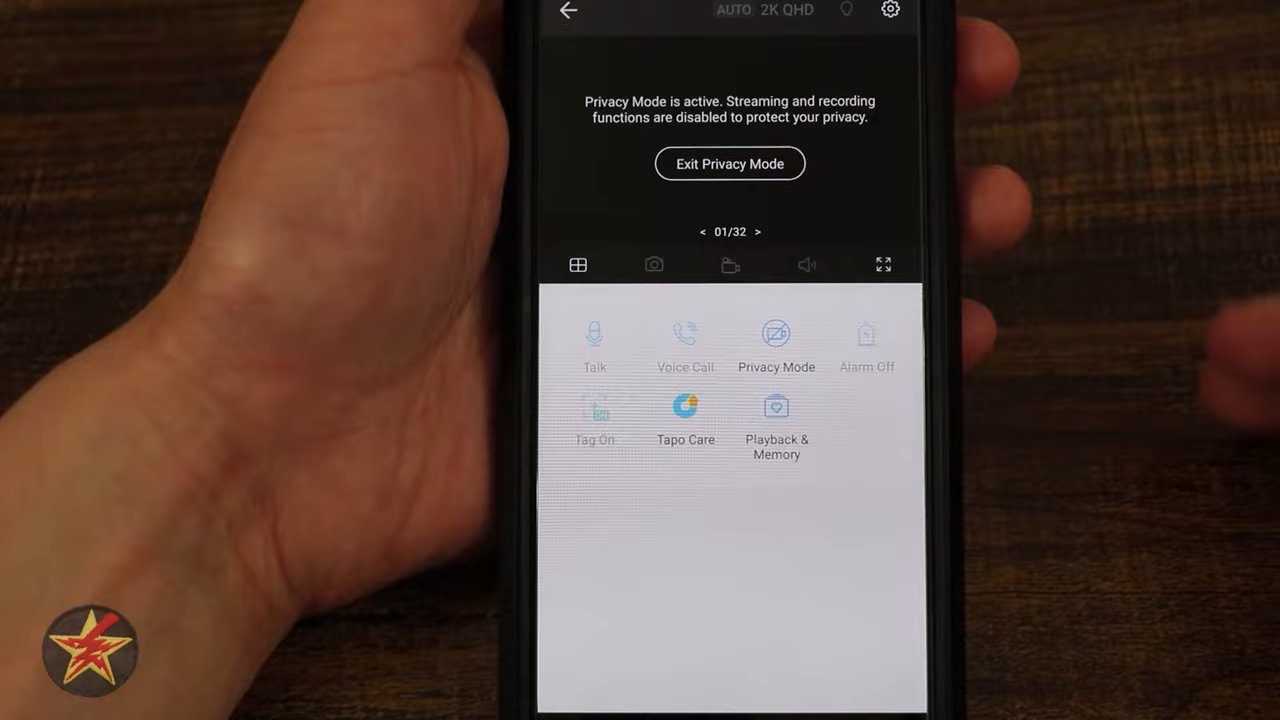 AUTO 2K QHD
Privacy Mode is active. Streaming and recording
functions are disabled to protect your privacy.
Exit Privacy Mode
< 01/32 >
Talk
Voice Call
Privacy Mode
Alarm Off
ON
Tag On
Tapo Care
Playback &
Memory